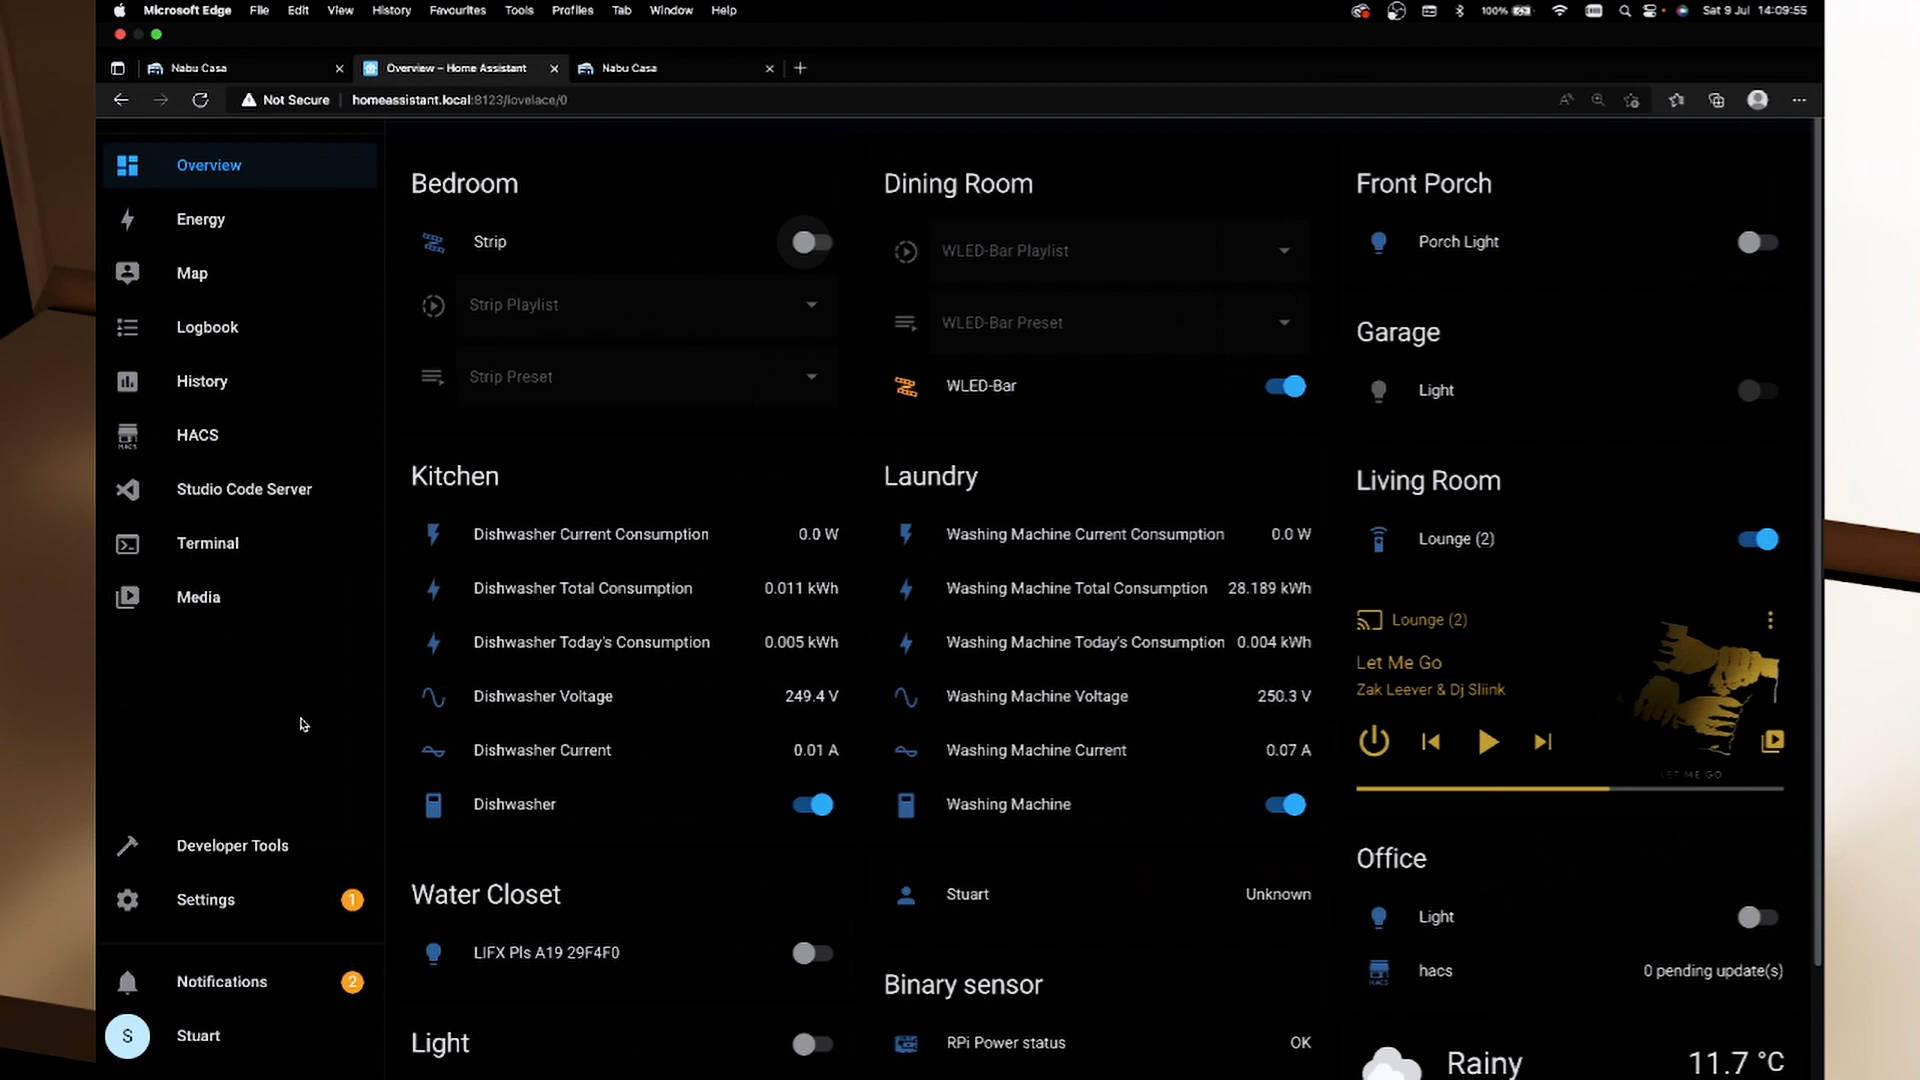 Microsoft Edge File Edit View History Favourites Tools Profiles Tab Window Help 100% Sat 9 Jul 14:09:55
Nabu Casa Overview – Home Assistant Nabu Casa
Not Secure homeassistant.local:8123/lovelace/0
Overview
Energy
Map
Logbook
History
HACS
HACS
Studio Code Server
Terminal
Media
Developer Tools
Settings 1
Notifications 2
S Stuart
Bedroom
Strip
Strip Playlist
Strip Preset
Kitchen
Dishwasher Current Consumption 0.0 W
Dishwasher Total Consumption 0.011 kWh
Dishwasher Today's Consumption 0.005 kWh
Dishwasher Voltage 249.4 V
Dishwasher Current 0.01 A
Dishwasher
Water Closet
LIFX Pls A19 29F4F0
Light
Dining Room
WLED-Bar Playlist
WLED-Bar Preset
WLED-Bar
Laundry
Washing Machine Current Consumption 0.0 W
Washing Machine Total Consumption 28.189 kWh
Washing Machine Today's Consumption 0.004 kWh
Washing Machine Voltage 250.3 V
Washing Machine Current 0.07 A
Washing Machine
Stuart Unknown
Binary sensor
RPi Power status OK
Front Porch
Porch Light
Garage
Light
Living Room
Lounge (2)
Lounge (2)
Let Me Go
Zak Leever & Dj Sliink
LET ME GO
Office
Light
HACS
hacs 0 pending update(s)
Rainy 11.7 °C